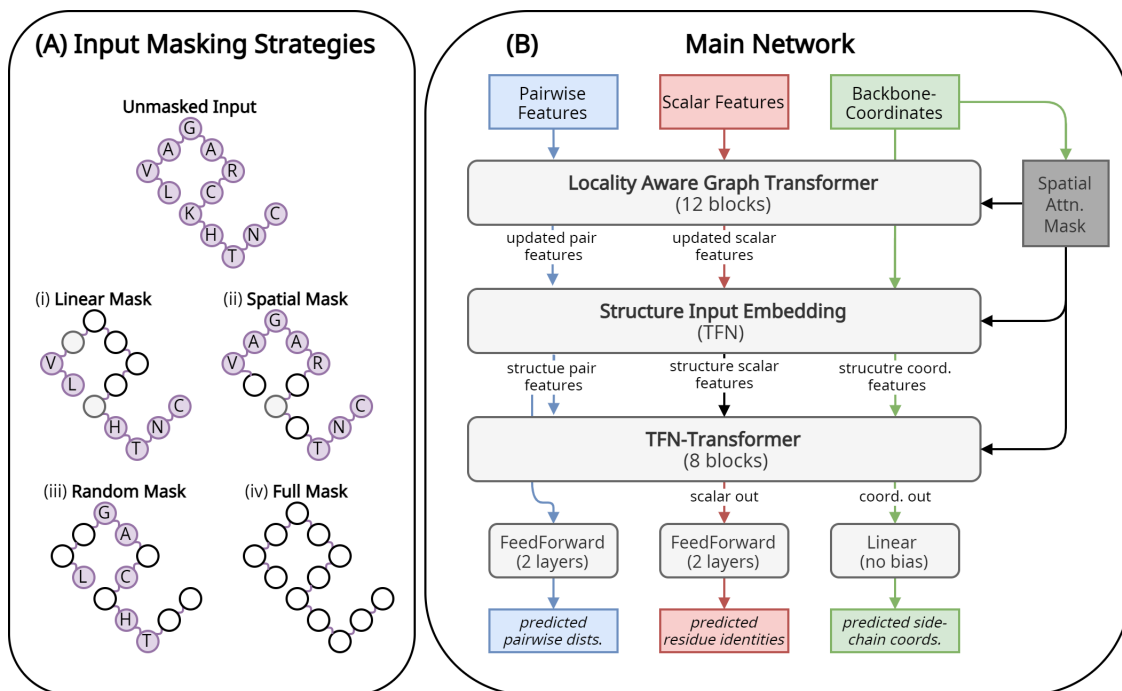 (A) Input Masking Strategies
Unmasked Input
G
A A
V R
L C
K C
H N
T
(i) Linear Mask
V
L
H N C
T
(ii) Spatial Mask
G
A A
V R
C
N
T
(iii) Random Mask
G
A
L C
H
T
(iv) Full Mask
(B) Main Network
Pairwise
Features
Scalar Features
Backbone-
Coordinates
Spatial
Attn.
Mask
Locality Aware Graph Transformer
(12 blocks)
updated pair
features
updated scalar
features
Structure Input Embedding
(TFN)
structue pair
features
structure scalar
features
strucutre coord.
features
TFN-Transformer
(8 blocks)
scalar out
coord. out
FeedForward
(2 layers)
FeedForward
(2 layers)
Linear
(no bias)
predicted
pairwise dists.
predicted
residue identities
predicted side-
chain coords.